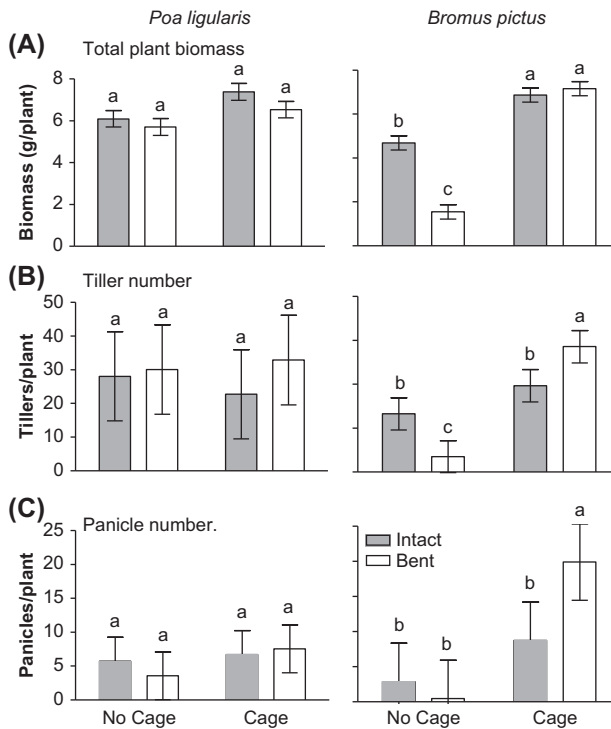 Poa ligularis Bromus pictus
(A) Total plant biomass
Biomass (g/plant)
8
6
4
2
0
a a a a
b c a a
(B) Tiller number
Tillers/plant
50
40
30
20
10
0
a a a a
b c b a
(C) Panicle number.
Panicles/plant
25
20
15
10
5
0
a a a a
Intact
Bent
b b b a
No Cage Cage No Cage Cage